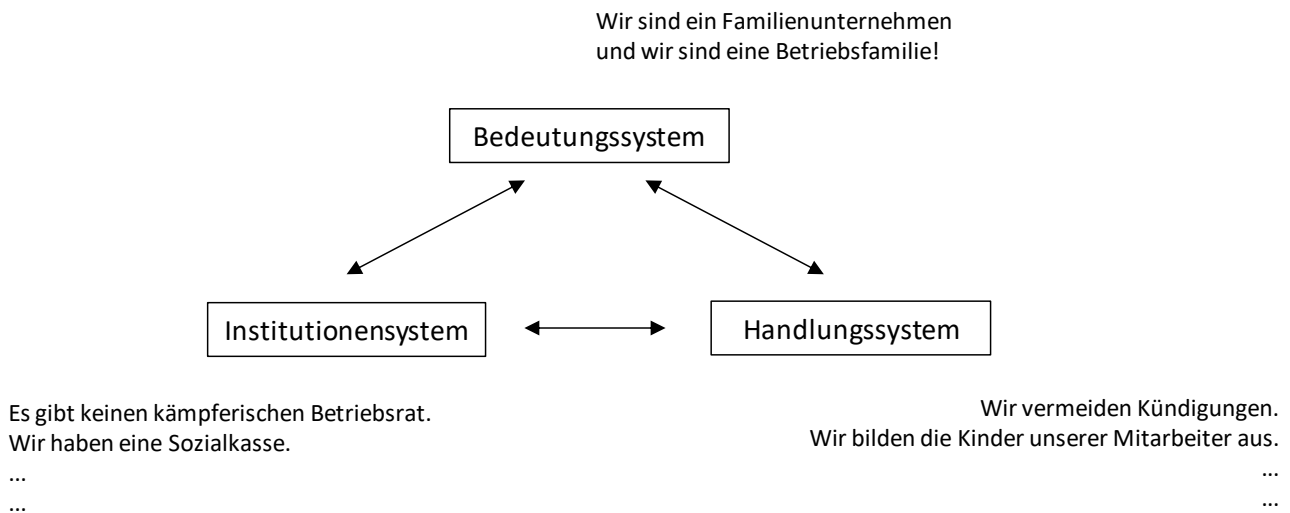 Wir sind ein Familienunternehmen
und wir sind eine Betriebsfamilie!
Bedeutungssystem
Institutionensystem
Handlungssystem
Es gibt keinen kämpferischen Betriebsrat.
Wir haben eine Sozialkasse.
...
...
Wir vermeiden Kündigungen.
Wir bilden die Kinder unserer Mitarbeiter aus.
...
...